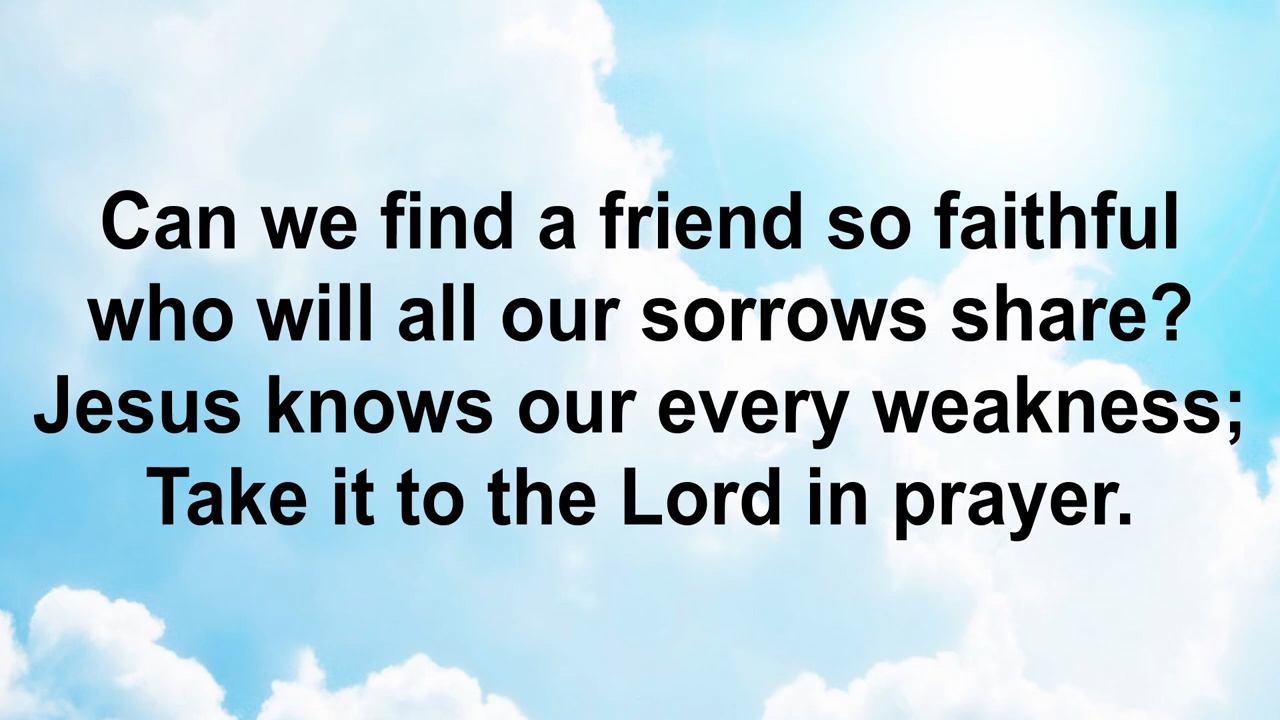 Can we find a friend so faithful
who will all our sorrows share?
Jesus knows our every weakness;
Take it to the Lord in prayer.